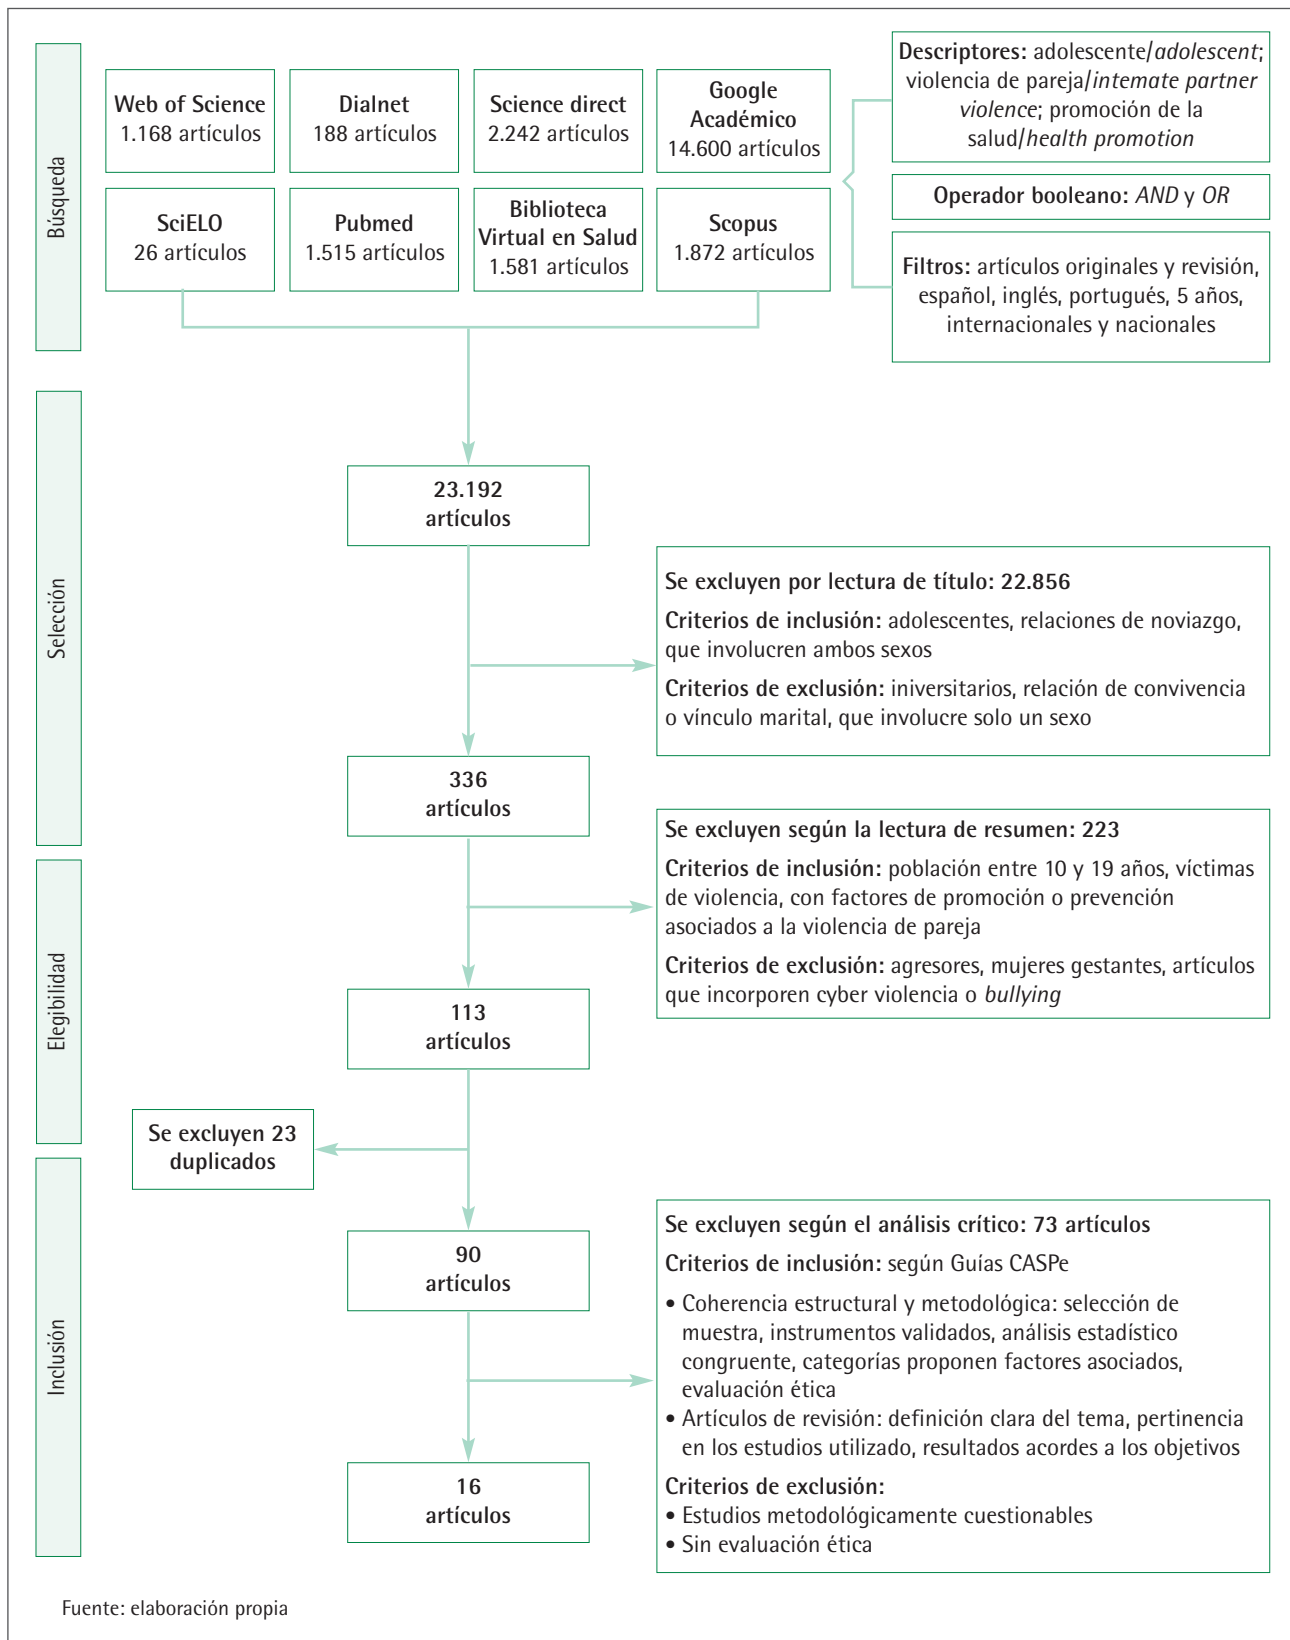 Búsqueda
Web of Science
1.168 artículos
Dialnet
188 artículos
Science direct
2.242 artículos
Google
Académico
14.600 artículos
SciELO
26 artículos
Pubmed
1.515 artículos
Biblioteca
Virtual en Salud
1.581 artículos
Scopus
1.872 artículos
Descriptores: adolescente/adolescent;
violencia de pareja/intemate partner
violence; promoción de la
salud/health promotion
Operador booleano: AND y OR
Filtros: artículos originales y revisión,
español, inglés, portugués, 5 años,
internacionales y nacionales
Selección
23.192
artículos
Se excluyen por lectura de título: 22.856
Criterios de inclusión: adolescentes, relaciones de noviazgo,
que involucren ambos sexos
Criterios de exclusión: iniversitarios, relación de convivencia
o vínculo marital, que involucre solo un sexo
336
artículos
Elegibilidad
Se excluyen según la lectura de resumen: 223
Criterios de inclusión: población entre 10 y 19 años, víctimas
de violencia, con factores de promoción o prevención
asociados a la violencia de pareja
Criterios de exclusión: agresores, mujeres gestantes, artículos
que incorporen cyber violencia o bullying
113
artículos
Se excluyen 23
duplicados
Inclusión
90
artículos
Se excluyen según el análisis crítico: 73 artículos
Criterios de inclusión: según Guías CASPe
• Coherencia estructural y metodológica: selección de
muestra, instrumentos validados, análisis estadístico
congruente, categorías proponen factores asociados,
evaluación ética
• Artículos de revisión: definición clara del tema, pertinencia
en los estudios utilizado, resultados acordes a los objetivos
Criterios de exclusión:
• Estudios metodológicamente cuestionables
• Sin evaluación ética
16
artículos
Fuente: elaboración propia